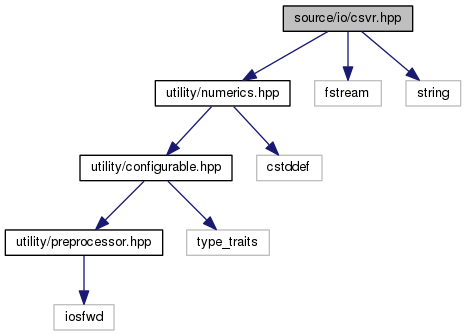 source/io/csvr.hpp
utility/numerics.hpp
fstream
string
utility/configurable.hpp
cstddef
utility/preprocessor.hpp
type_traits
iosfwd